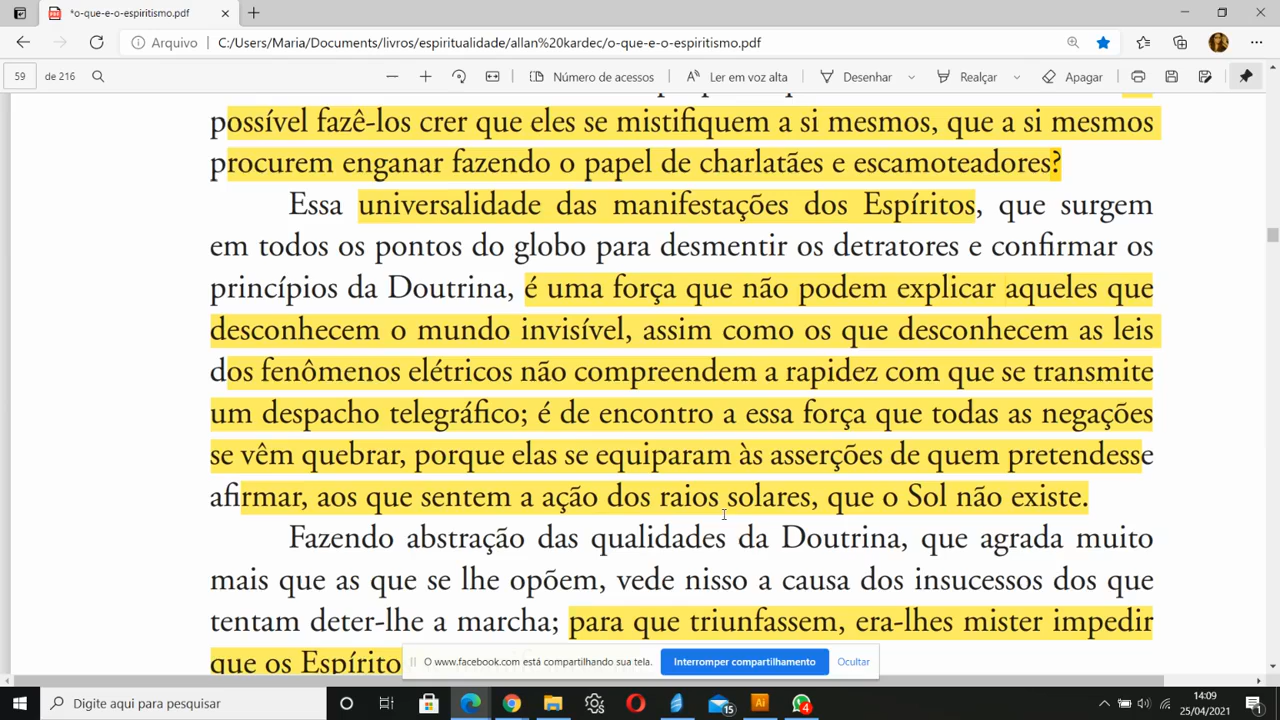 *o-que-e-o-espiritismo.pdf
Arquivo C:/Users/Maria/Documents/livros/espiritualidade/allan%20kardec/o-que-e-o-espiritismo.pdf
59 de 216 Número de acessos Ler em voz alta Desenhar Realçar Apagar
possível fazê-los crer que eles se mistifiquem a si mesmos, que a si mesmos
procurem enganar fazendo o papel de charlatães e escamoteadores?
Essa universalidade das manifestações dos Espíritos, que surgem
em todos os pontos do globo para desmentir os detratores e confirmar os
princípios da Doutrina, é uma força que não podem explicar aqueles que
desconhecem o mundo invisível, assim como os que desconhecem as leis
dos fenômenos elétricos não compreendem a rapidez com que se transmite
um despacho telegráfico; é de encontro a essa força que todas as negações
se vêm quebrar, porque elas se equiparam às asserções de quem pretendesse
afirmar, aos que sentem a ação dos raios solares, que o Sol não existe.
Fazendo abstração das qualidades da Doutrina, que agrada muito
mais que as que se lhe opõem, vede nisso a causa dos insucessos dos que
tentam deter-lhe a marcha; para que triunfassem, era-lhes mister impedir
que os Espírito
O www.facebook.com está compartilhando sua tela. Interromper compartilhamento Ocultar
Digite aqui para pesquisar
15
4
14:09
25/04/2021
1